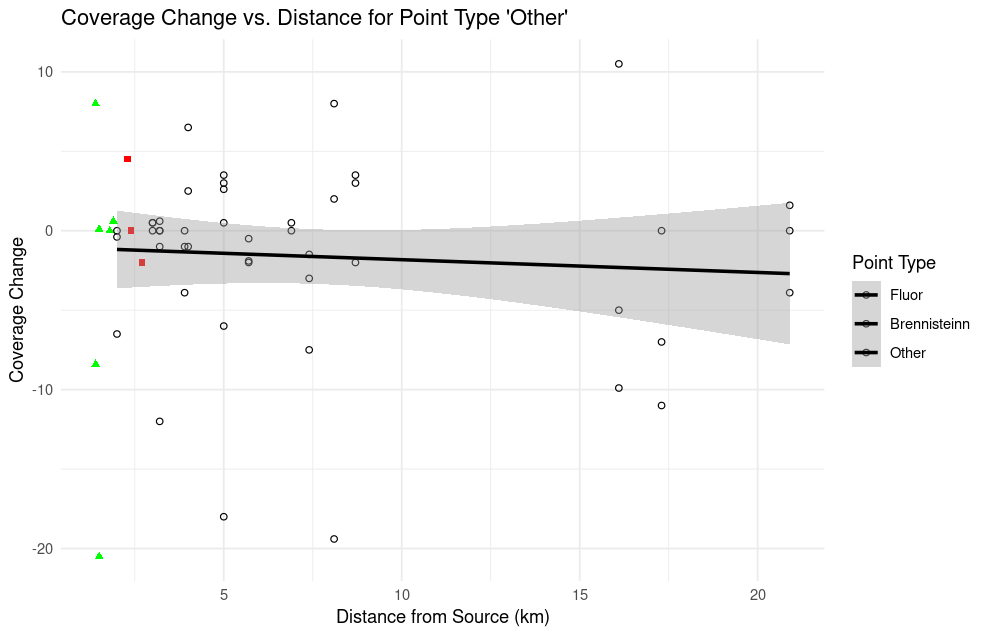 Coverage Change vs. Distance for Point Type 'Other'
Coverage Change
10
0
-10
-20
5
10
15
20
Distance from Source (km)
Point Type
Fluor
Brennisteinn
Other